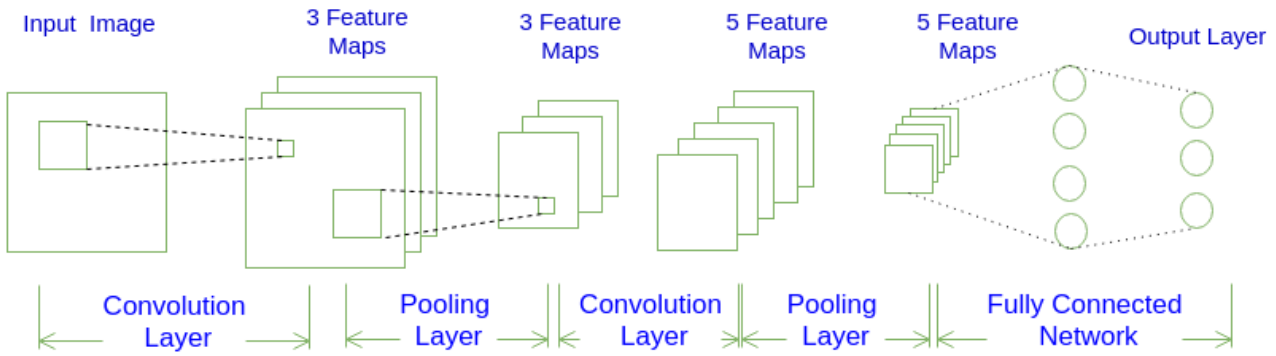 Input Image
3 Feature
Maps
3 Feature
Maps
5 Feature
Maps
5 Feature
Maps
Output Layer
Convolution
Layer
Pooling
Layer
Convolution
Layer
Pooling
Layer
Fully Connected
Network